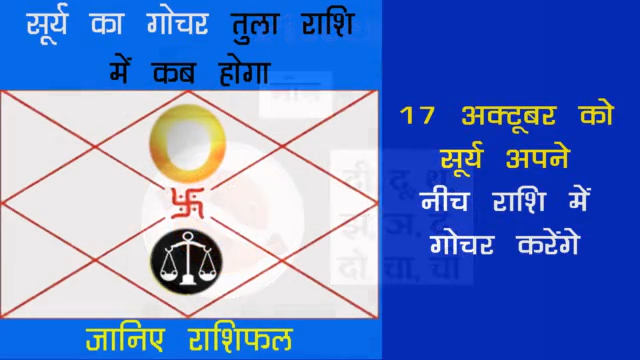 सूर्य का गोचर तुला राशि
में कब होगा
17 अक्टूबर को
सूर्य अपने
नीच राशि में
गोचर करेंगे
जानिए राशिफल